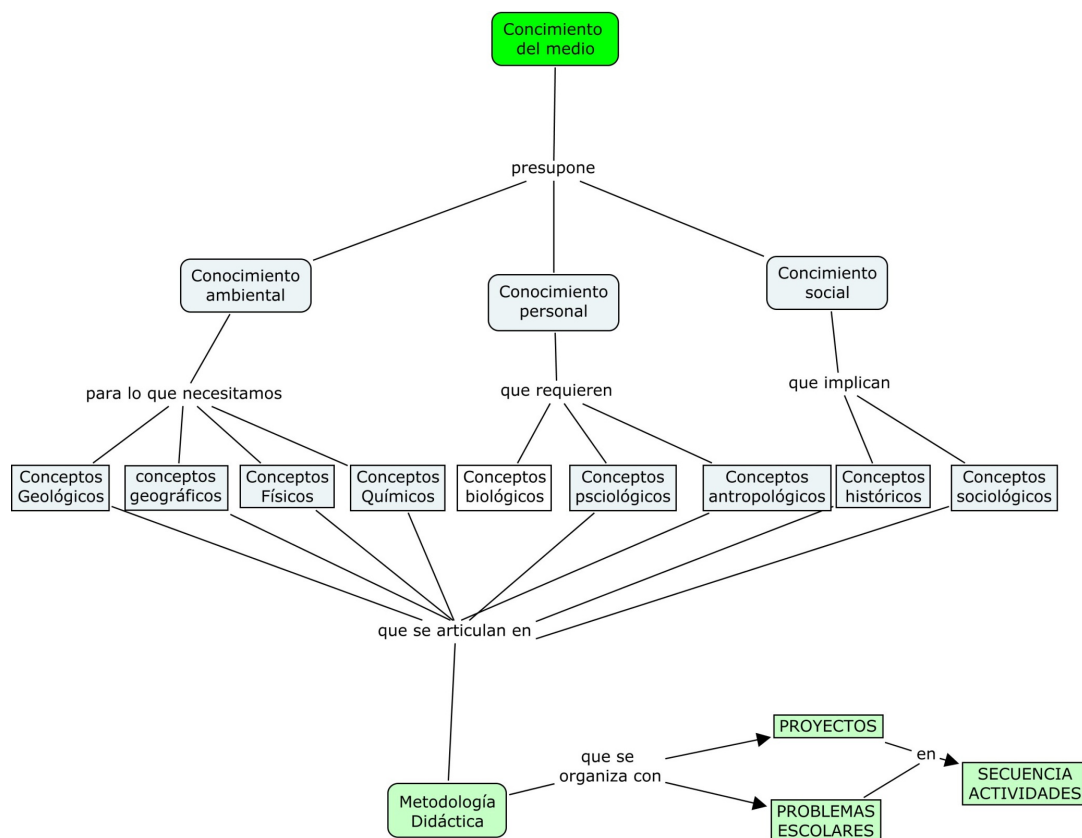 Concimiento
del medio
presupone
Conocimiento
ambiental
Conocimiento
personal
Concimiento
social
para lo que necesitamos
que requieren
que implican
Conceptos
Geológicos
conceptos
geográficos
Conceptos
Físicos
Conceptos
Químicos
Conceptos
biológicos
Conceptos
psciológicos
Conceptos
antropológicos
Conceptos
históricos
Conceptos
sociológicos
que se articulan en
Metodología
Didáctica
que se
organiza con
PROYECTOS
PROBLEMAS
ESCOLARES
en
SECUENCIA
ACTIVIDADES